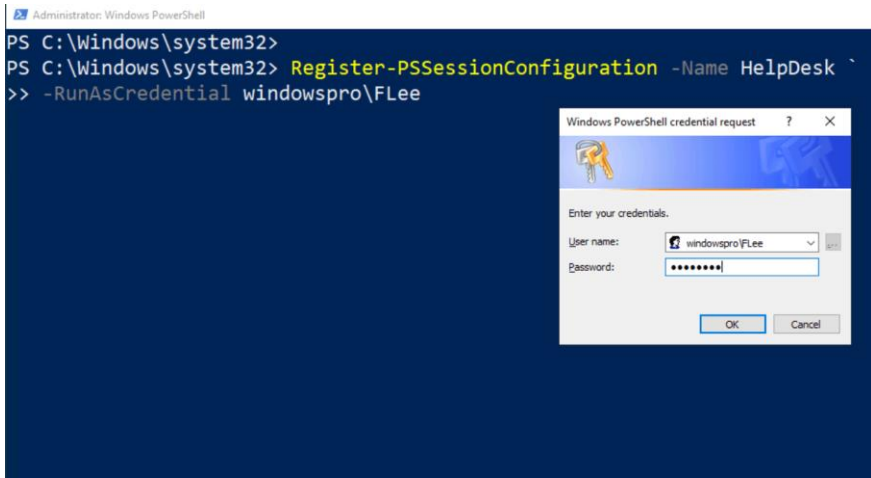 Administrator: Windows PowerShell
PS C:\Windows\system32>
PS C:\Windows\system32> Register-PSSessionConfiguration -Name HelpDesk `
>> -RunAsCredential windowspro\FLee
Windows PowerShell credential request ? ×
Enter your credentials.
User name: windowspro\FLee ...
Password: ••••••••
OK Cancel